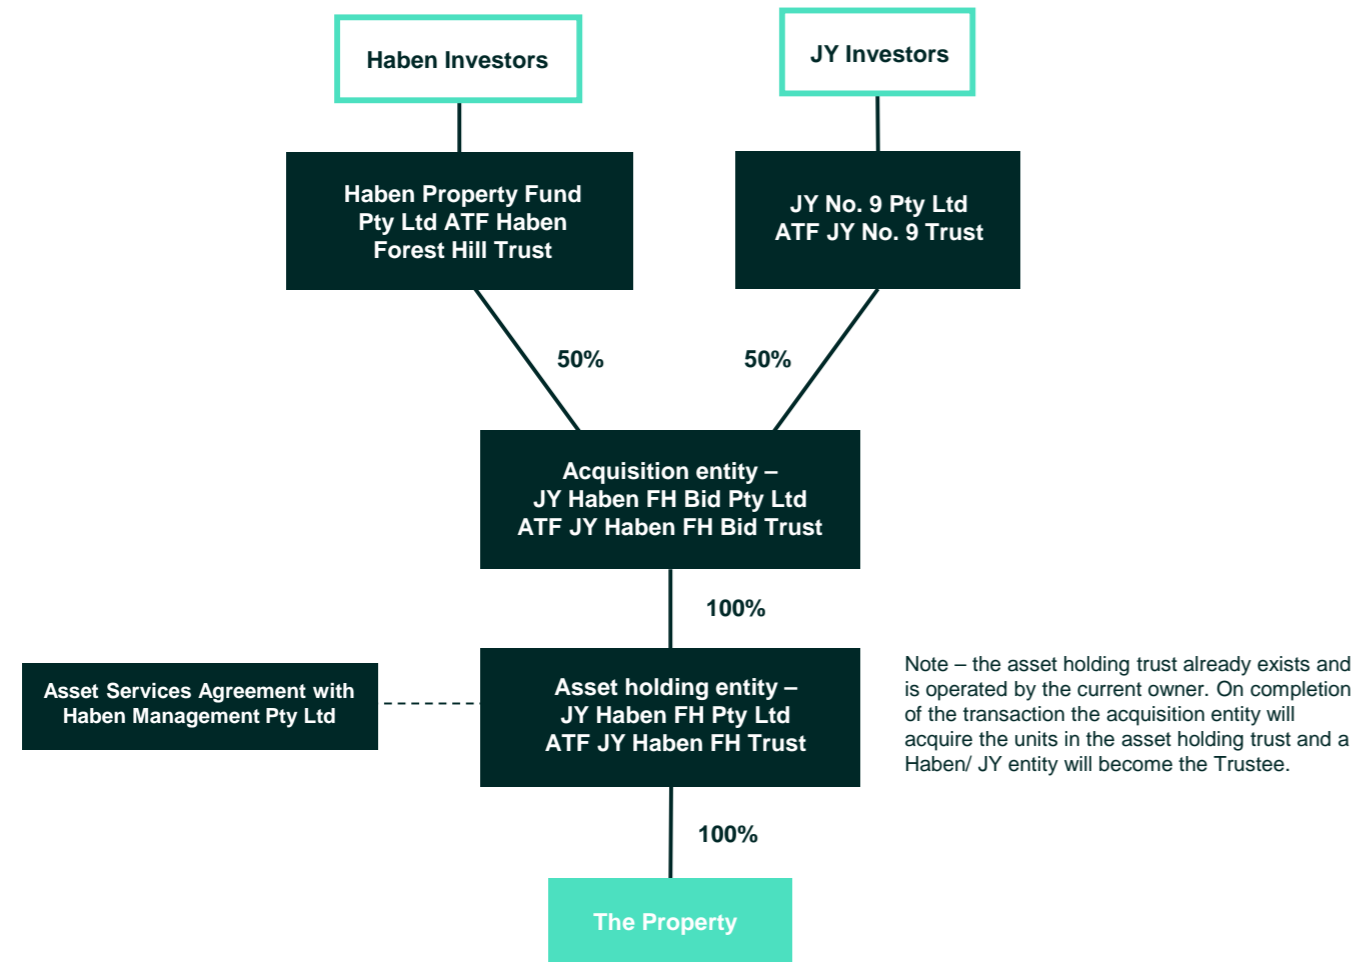 Haben Investors
JY Investors
Haben Property Fund
Pty Ltd ATF Haben
Forest Hill Trust
JY No. 9 Pty Ltd
ATF JY No. 9 Trust
50%
50%
Acquisition entity –
JY Haben FH Bid Pty Ltd
ATF JY Haben FH Bid Trust
100%
Asset Services Agreement with
Haben Management Pty Ltd
Asset holding entity –
JY Haben FH Pty Ltd
ATF JY Haben FH Trust
Note – the asset holding trust already exists and
is operated by the current owner. On completion
of the transaction the acquisition entity will
acquire the units in the asset holding trust and a
Haben/ JY entity will become the Trustee.
100%
The Property